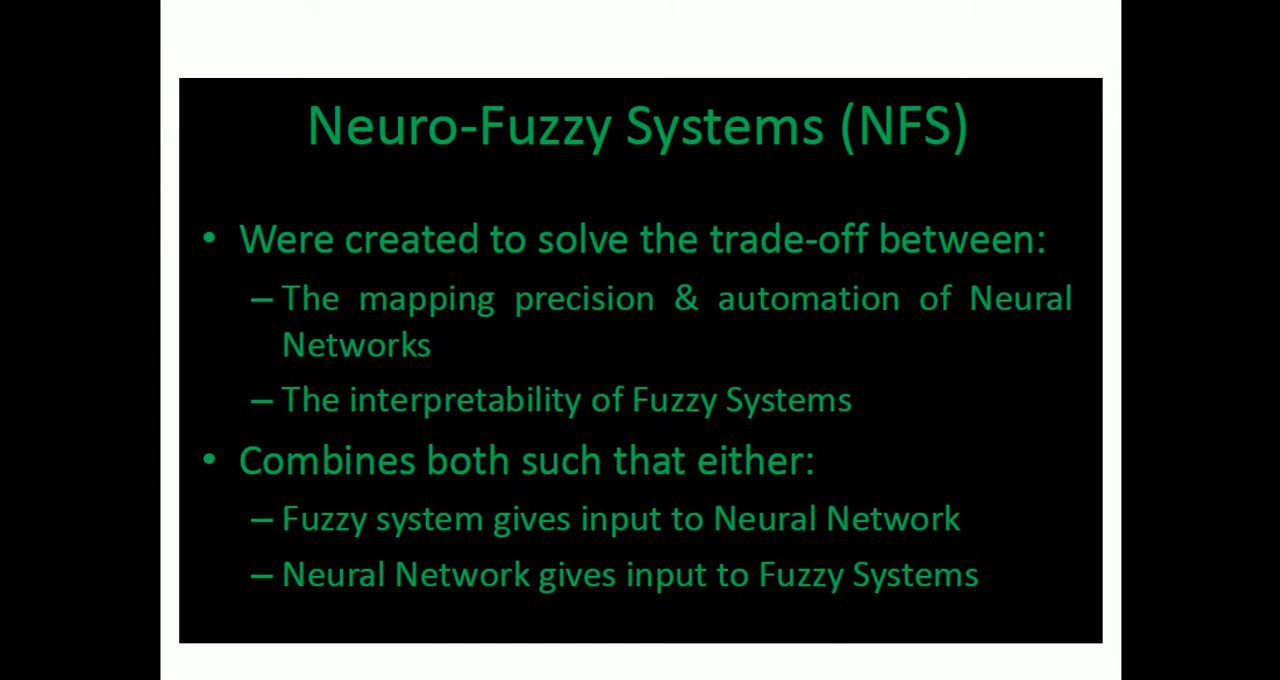 Neuro-Fuzzy Systems (NFS)
• Were created to solve the trade-off between:
– The mapping precision & automation of Neural
Networks
– The interpretability of Fuzzy Systems
• Combines both such that either:
– Fuzzy system gives input to Neural Network
– Neural Network gives input to Fuzzy Systems